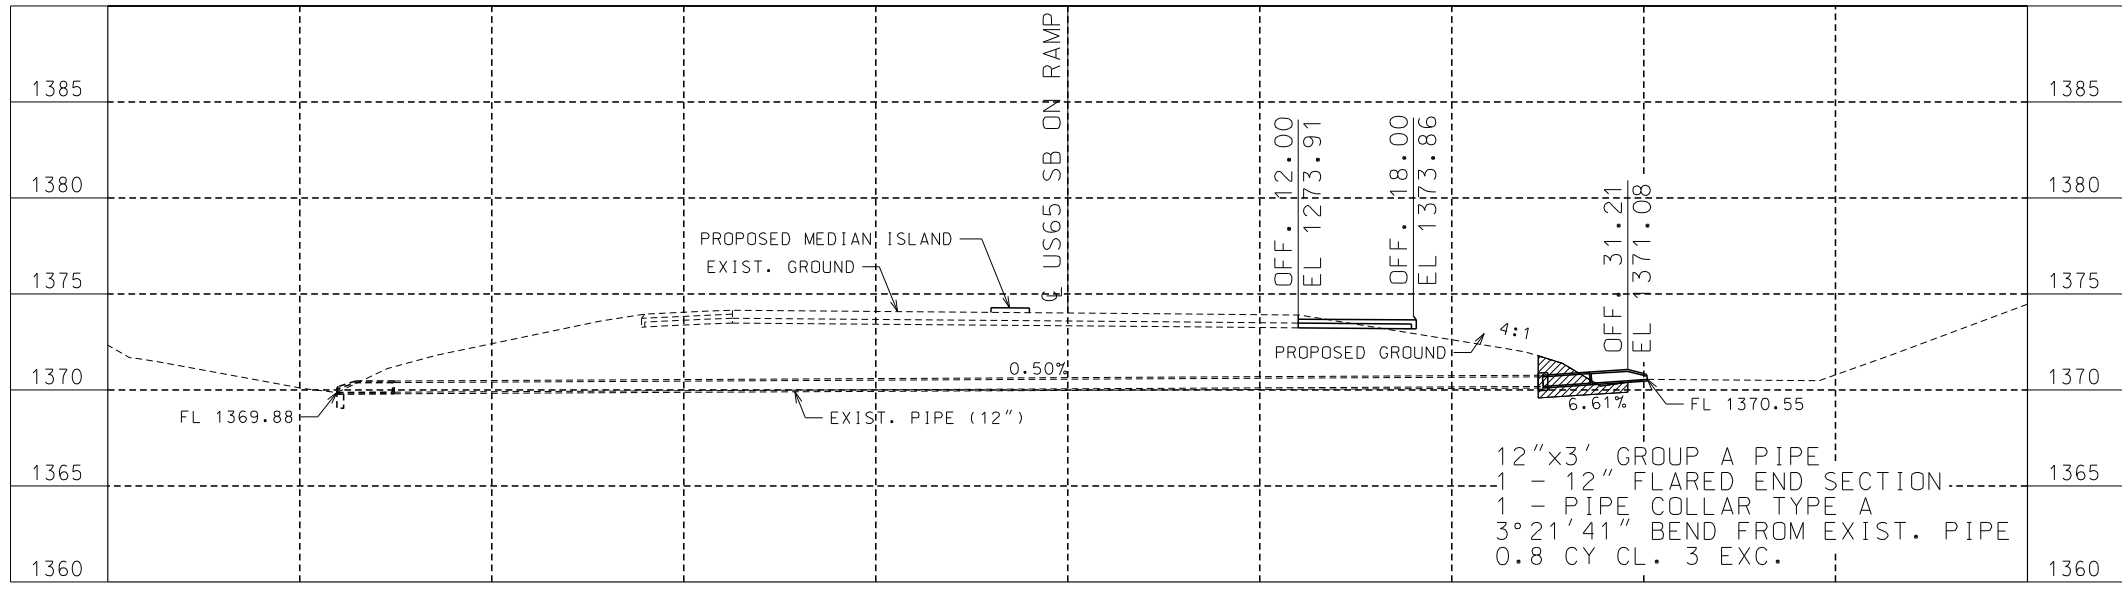 1385
1385
1380
1380
1375
1375
1370
1370
1365
1365
1360
1360
℄ US65 SB ON RAMP
OFF. 12.00
EL 1273.91
OFF. 18.00
EL 1373.86
OFF. 31.21
EL 1371.08
PROPOSED MEDIAN ISLAND
EXIST. GROUND
4:1
PROPOSED GROUND
0.50%
FL 1369.88
EXIST. PIPE (12")
6.61%
FL 1370.55
12"x3' GROUP A PIPE
1 - 12" FLARED END SECTION
1 - PIPE COLLAR TYPE A
3°21'41" BEND FROM EXIST. PIPE
0.8 CY CL. 3 EXC.